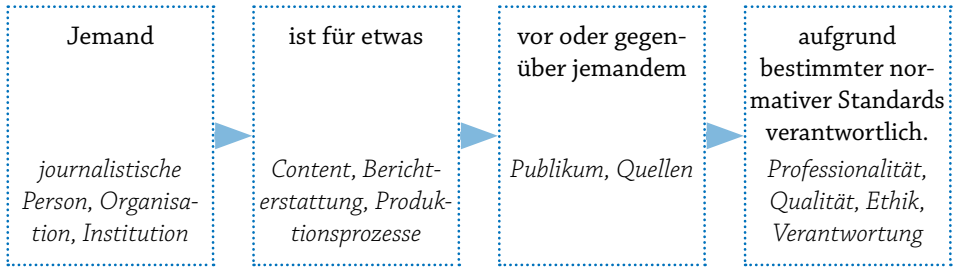 Jemand
journalistische
Person, Organisa-
tion, Institution
ist für etwas
Content, Bericht-
erstattung, Produk-
tionsprozesse
vor oder gegen-
über jemandem
Publikum, Quellen
aufgrund
bestimmter nor-
mativer Standards
verantwortlich.
Professionalität,
Qualität, Ethik,
Verantwortung